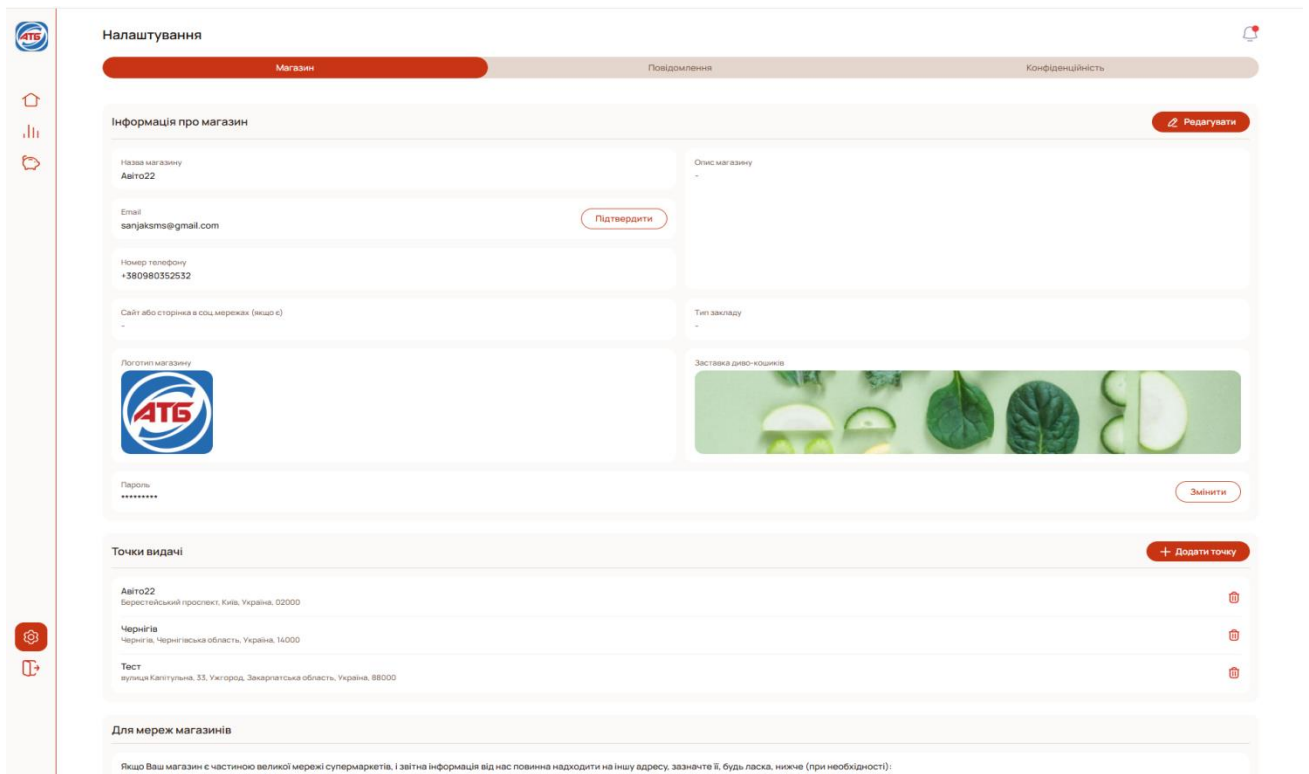 АТБ
Налаштування
Магазин
Повідомлення
Конфіденційність
Інформація про магазин
Редагувати
Назва магазину
Авіто22
Опис магазину
-
Email
sanjaksms@gmail.com
Підтвердити
Номер телефону
+380980352532
Сайт або сторінка в соц.мережах (якщо є)
-
Тип закладу
-
Логотип магазину
АТБ
Заставка диво-кошиків
Пароль
*********
Змінити
Точки видачі
+ Додати точку
Авіто22
Берестейський проспект, Київ, Україна, 02000
Чернігів
Чернігів, Чернігівська область, Україна, 14000
Тест
вулиця Капітульна, 33, Ужгород, Закарпатська область, Україна, 88000
Для мереж магазинів
Якщо Ваш магазин є частиною великої мережі супермаркетів, і звітна інформація від нас повинна надходити на іншу адресу, зазначте її, будь ласка, нижче (при необхідності):